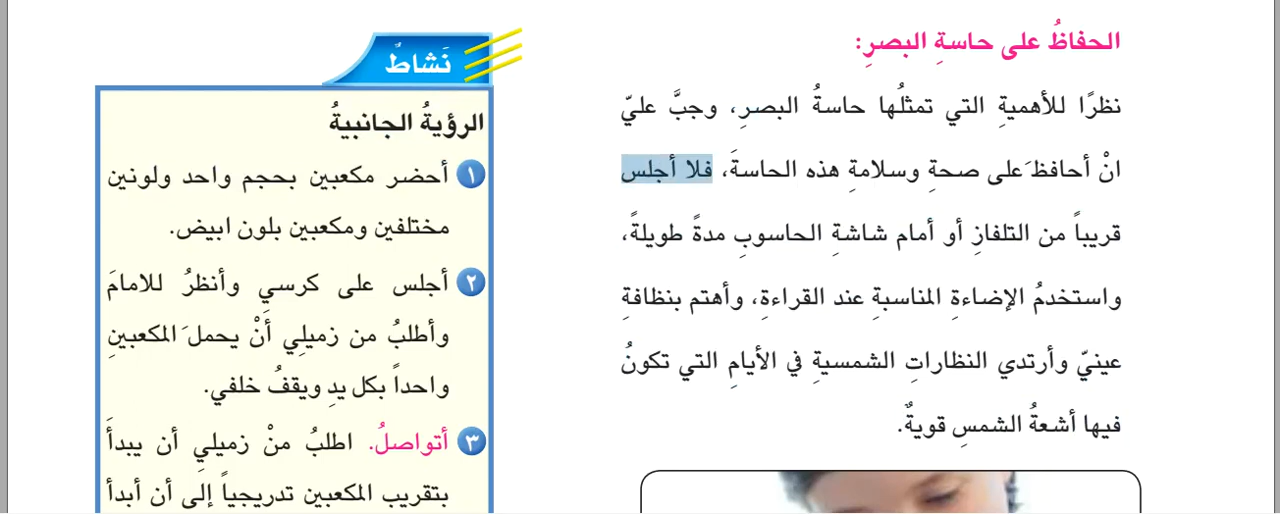 الحفاظُ على حاسةِ البصرِ:
نظرًا للأهميةِ التي تمثلُها حاسةُ البصرِ، وجبَّ عليّ
انْ أحافظَ على صحةِ وسلامةِ هذه الحاسةَ، فلا أجلس
قريباً من التلفازِ أو أمام شاشةِ الحاسوبِ مدةً طويلةً،
واستخدمُ الإضاءةِ المناسبةِ عند القراءةِ، وأهتم بنظافةِ
عينيّ وأرتدي النظاراتِ الشمسيةِ في الأيامِ التي تكونُ
فيها أشعةُ الشمسِ قويةٌ.
نَشاطٌ
الرؤيةُ الجانبيةُ
١ أحضر مكعبين بحجم واحد ولونين
مختلفين ومكعبين بلون ابيض.
٢ أجلس على كرسيِ وأنظرُ للامامَ
وأطلبُ من زميلِي أنْ يحملَ المكعبينِ
واحداً بكل يدِ ويقفُ خلفي.
٣ أتواصلُ. اطلبُ منْ زميلي أن يبدأَ
بتقريب المكعبين تدريجياً إلى أن أبدأ